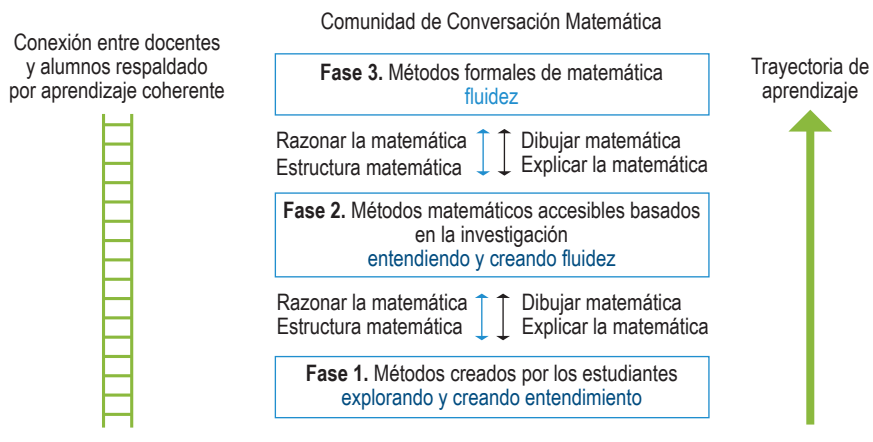 Comunidad de Conversación Matemática
Conexión entre docentes
y alumnos respaldado
por aprendizaje coherente
Fase 3. Métodos formales de matemática
fluidez
Trayectoria de
aprendizaje
Razonar la matemática
Estructura matemática
Dibujar matemática
Explicar la matemática
Fase 2. Métodos matemáticos accesibles basados
en la investigación
entendiendo y creando fluidez
Razonar la matemática
Estructura matemática
Dibujar matemática
Explicar la matemática
Fase 1. Métodos creados por los estudiantes
explorando y creando entendimiento